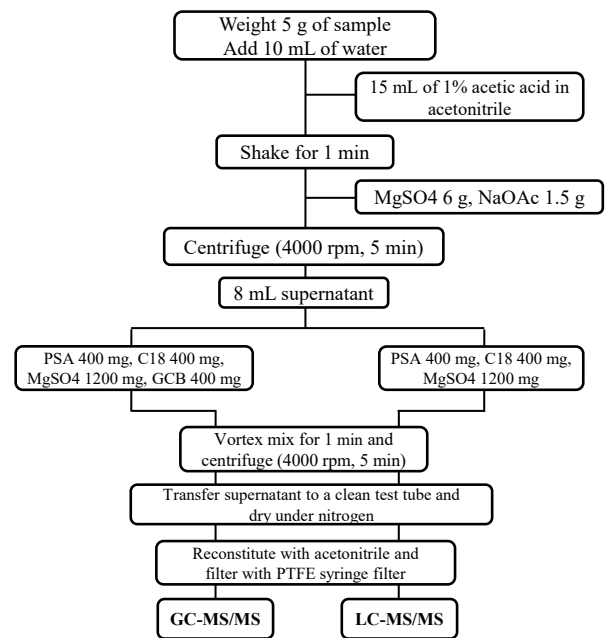 Weight 5 g of sample
Add 10 mL of water
15 mL of 1% acetic acid in
acetonitrile
Shake for 1 min
MgSO4 6 g, NaOAc 1.5 g
Centrifuge (4000 rpm, 5 min)
8 mL supernatant
PSA 400 mg, C18 400 mg,
MgSO4 1200 mg, GCB 400 mg
PSA 400 mg, C18 400 mg,
MgSO4 1200 mg
Vortex mix for 1 min and
centrifuge (4000 rpm, 5 min)
Transfer supernatant to a clean test tube and
dry under nitrogen
Reconstitute with acetonitrile and
filter with PTFE syringe filter
GC-MS/MS
LC-MS/MS